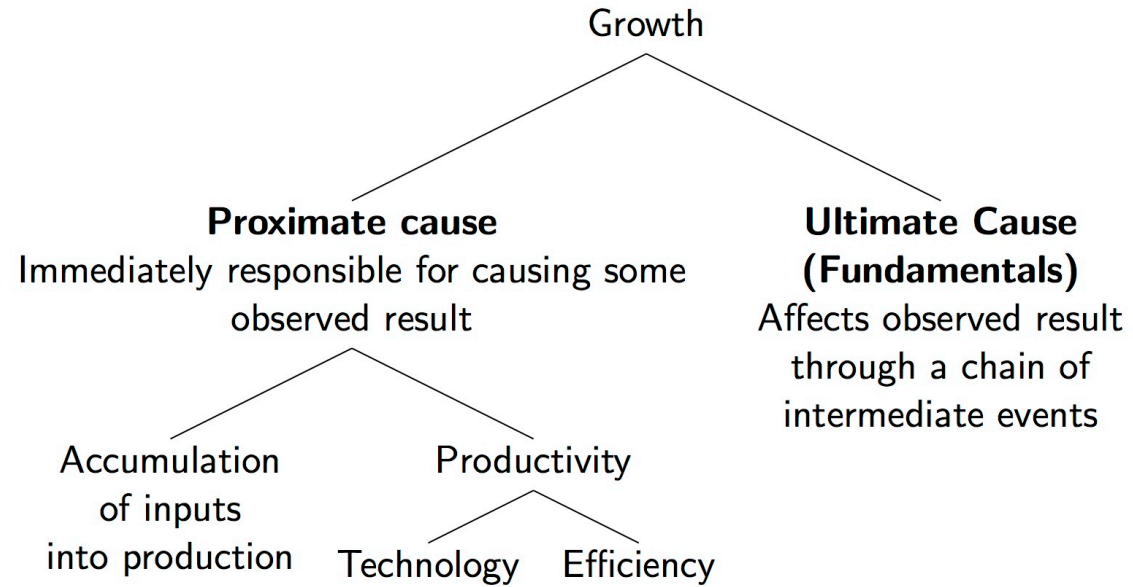 Growth
Proximate cause
Immediately responsible for causing some
observed result
Ultimate Cause
(Fundamentals)
Affects observed result
through a chain of
intermediate events
Accumulation
of inputs
into production
Productivity
Technology
Efficiency